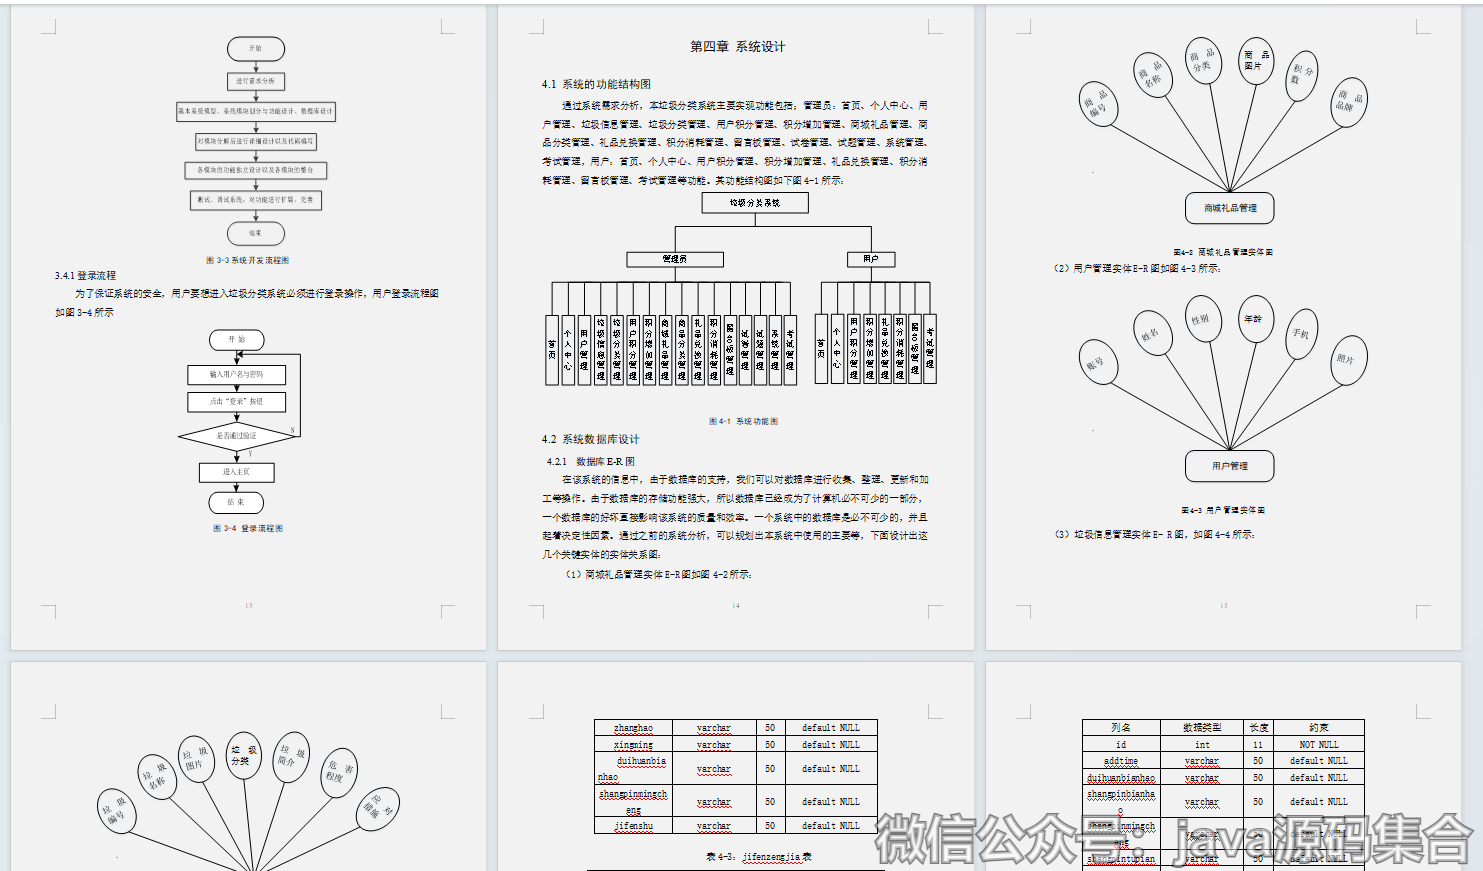 开始
进行需求分析
基本系统模型、系统模块划分与功能设计、数据库设计
对模块分解后进行详细设计以及代码编写
各模块的功能独立设计以及各模块的整合
测试、调试系统，对功能进行扩展、完善
结束
图 3-3 系统开发流程图
3.4.1 登录流程
为了保证系统的安全，用户要想进入垃圾分类系统必须进行登录操作，用户登录流程图
如图 3-4 所示
开 始
输入用户名与密码
点击“登录”按钮
是否通过验证
N
Y
进入主页
结 束
图 3-4 登录流程图
13
第四章 系统设计
4.1 系统的功能结构图
通过系统需求分析，本垃圾分类系统主要实现功能包括；管理员：首页、个人中心、用
户管理、垃圾信息管理、垃圾分类管理、用户积分管理、积分增加管理、商城礼品管理、商
品分类管理、礼品兑换管理、积分消耗管理、留言板管理、试卷管理、试题管理、系统管理、
考试管理，用户：首页、个人中心、用户积分管理、积分增加管理、礼品兑换管理、积分消
耗管理、留言板管理、考试管理等功能。其功能结构图如下图 4-1 所示：
垃圾分类系统
管理员
用户
首页
个人中心
用户管理
垃圾信息管理
垃圾分类管理
用户积分管理
积分增加管理
商城礼品管理
商品分类管理
礼品兑换管理
积分消耗管理
留言板管理
试卷管理
试题管理
系统管理
考试管理
首页
个人中心
用户积分管理
积分增加管理
礼品兑换管理
积分消耗管理
留言板管理
考试管理
图 4-1 系统功能图
4.2 系统数据库设计
4.2.1 数据库 E-R 图
在该系统的信息中，由于数据库的支持，我们可以对数据库进行收集、整理、更新和加
工等操作。由于数据库的存储功能强大，所以数据库已经成为了计算机必不可少的一部分，
一个数据库的好坏直接影响该系统的质量和效率。一个系统中的数据库是必不可少的，并且
起着决定性因素。通过之前的系统分析，可以规划出本系统中使用的主要等，下面设计出这
几个关键实体的实体关系图：
（1）商城礼品管理实体 E-R 图如图 4-2 所示：
14
商品编号
商品名称
商品分类
商品图片
积分数
商品品牌
商城礼品管理
图4-2 商城礼品管理实体图
（2）用户管理实体 E-R 图如图 4-3 所示：
账号
姓名
性别
年龄
手机
照片
用户管理
图4-3 用户管理实体图
（3）垃圾信息管理实体 E- R 图，如图 4-4 所示：
15
垃圾编号
垃圾名称
垃圾图片
垃圾分类
垃圾简介
危害程度
zhanghao varchar 50 default NULL
xingming varchar 50 default NULL
duihuanbia
nhao varchar 50 default NULL
shangpinmingch
eng varchar 50 default NULL
jifenshu varchar 50 default NULL
表 4-3：jifenzengjia 表
列名 数据类型 长度 约束
id int 11 NOT NULL
addtime varchar 50 default NULL
duihuanbianhao varchar 50 default NULL
shangpinbianha
o varchar 50 default NULL
shangpinmingch
eng varchar 50 default NULL
shangpintupian varchar 50 default NULL
微信公众号：java源码集合